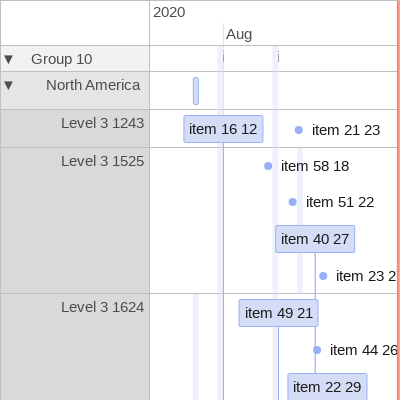 2020
Aug
▼ Group 10
i i
▼ North America
Level 3 1243
item 16 12
item 21 23
Level 3 1525
item 58 18
item 51 22
item 40 27
item 23 2
Level 3 1624
item 49 21
item 44 26
item 22 29